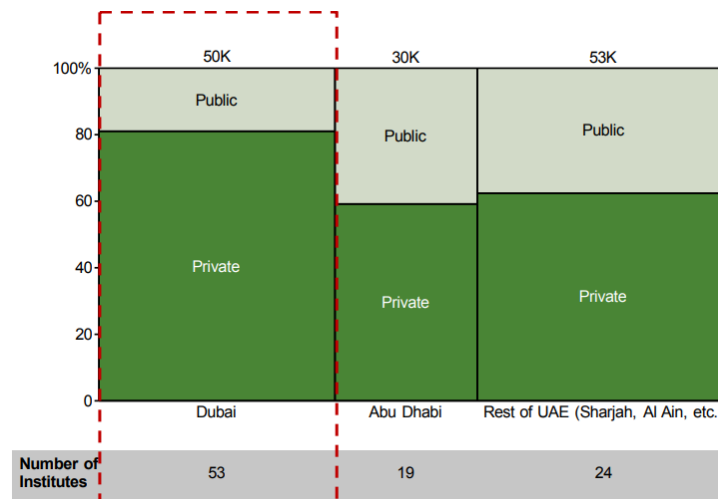 50K 30K 53K
100%
Public
Public
Public
80
60
Private
Private
Private
40
20
0
Dubai Abu Dhabi Rest of UAE (Sharjah, Al Ain, etc.
Number of
Institutes
53 19 24